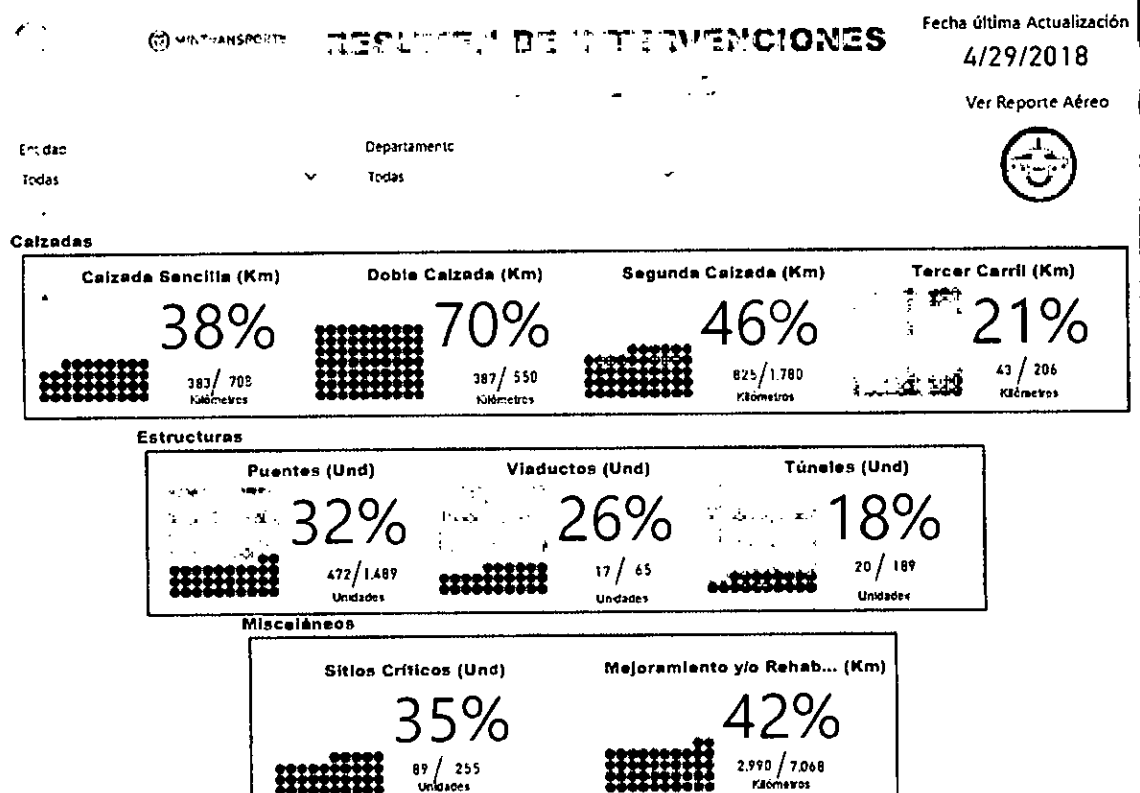 MINTRANSPORTE
RESUMEN DE INTERVENCIONES
Fecha última Actualización
4/29/2018
Ver Reporte Aéreo
Entidad
Departamento
Todas
Todas
Calzadas
Calzada Sencilla (Km)
Doble Calzada (Km)
Segunda Calzada (Km)
Tercer Carril (Km)
38%
70%
46%
21%
387/ 550
825/1.780
43 / 206
Kilómetros
Kilómetros
Kilómetros
Kilómetros
Estructuras
Puentes (Und)
Viaductos (Und)
Túneles (Und)
32%
26%
18%
472/1.489
17 / 65
20 / 189
Unidades
Unidades
Unidades
Misceláneos
Sitios Críticos (Und)
Mejoramiento y/o Rehab... (Km)
35%
42%
89 / 255
2.990 / 7.068
Unidades
Kilómetros